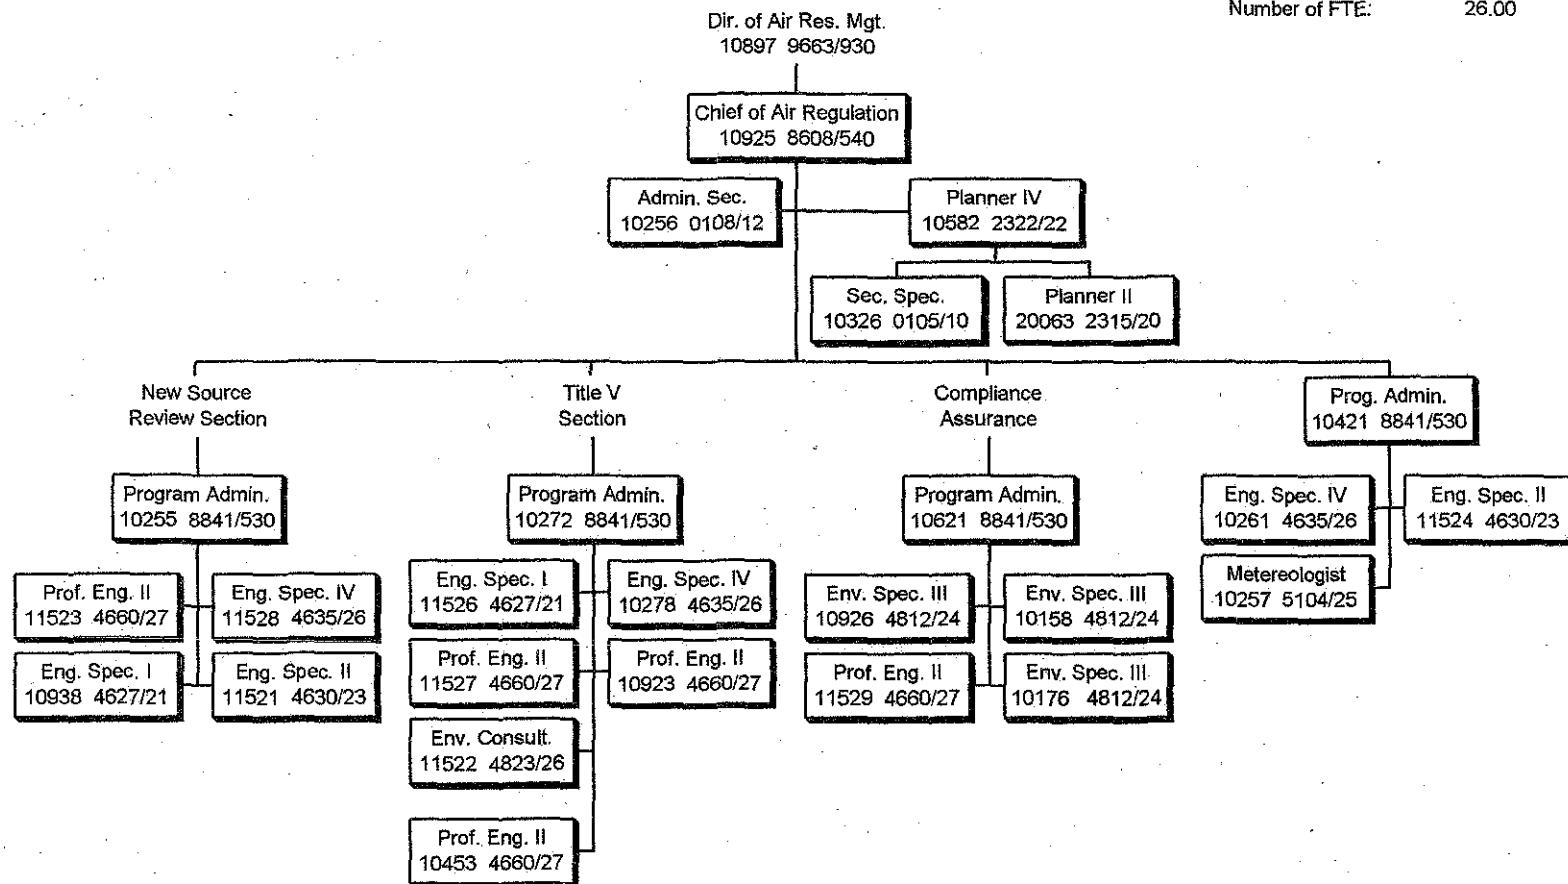 Number of FTE: 26.00
Dir. of Air Res. Mgt.
10897 9663/930
Chief of Air Regulation
10925 8608/540
Admin. Sec.
10256 0108/12
Planner IV
10582 2322/22
Sec. Spec.
10326 0105/10
Planner II
20063 2315/20
New Source
Review Section
Program Admin.
10255 8841/530
Prof. Eng. II
11523 4660/27
Eng. Spec. IV
11528 4635/26
Eng. Spec. I
10938 4627/21
Eng. Spec. II
11521 4630/23
Title V
Section
Program Admin.
10272 8841/530
Eng. Spec. I
11526 4627/21
Eng. Spec. IV
10278 4635/26
Prof. Eng. II
11527 4660/27
Prof. Eng. II
10923 4660/27
Env. Consult.
11522 4823/26
Prof. Eng. II
10453 4660/27
Compliance
Assurance
Program Admin.
10621 8841/530
Env. Spec. III
10926 4812/24
Env. Spec. III
10158 4812/24
Prof. Eng. II
11529 4660/27
Env. Spec. III
10176 4812/24
Prog. Admin.
10421 8841/530
Eng. Spec. IV
10261 4635/26
Eng. Spec. II
11524 4630/23
Metereologist
10257 5104/25